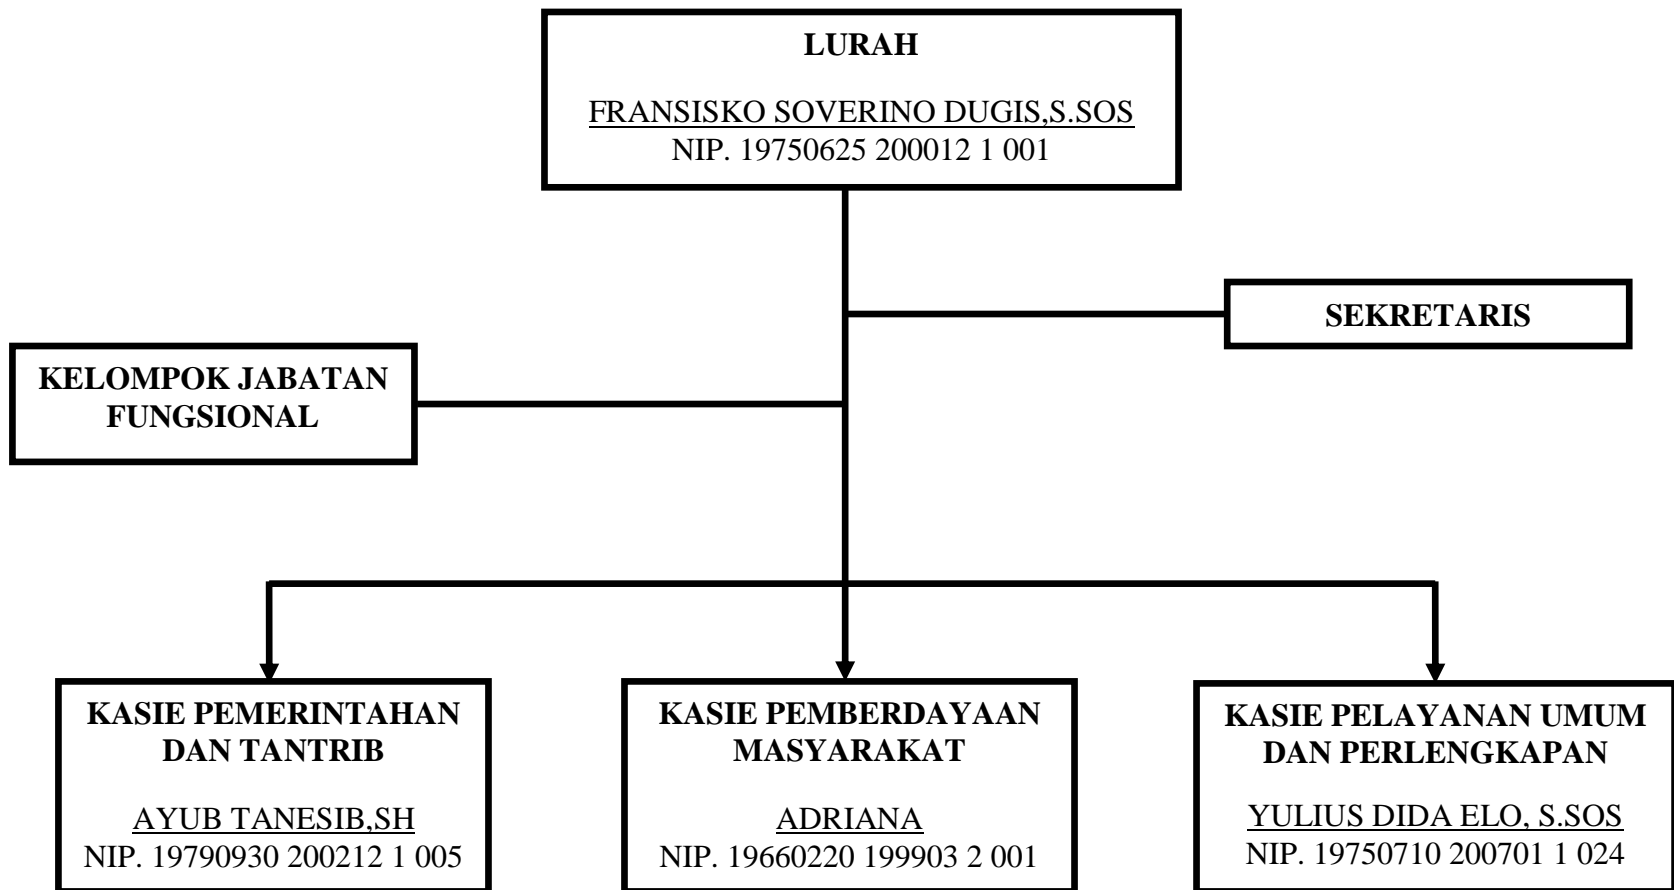 LURAH
FRANSISKO SOVERINO DUGIS,S.SOS
NIP. 19750625 200012 1 001
SEKRETARIS
KELOMPOK JABATAN
FUNGSIONAL
KASIE PEMERINTAHAN
DAN TANTRIB
AYUB TANESIB,SH
NIP. 19790930 200212 1 005
KASIE PEMBERDAYAAN
MASYARAKAT
ADRIANA
NIP. 19660220 199903 2 001
KASIE PELAYANAN UMUM
DAN PERLENGKAPAN
YULIUS DIDA ELO, S.SOS
NIP. 19750710 200701 1 024